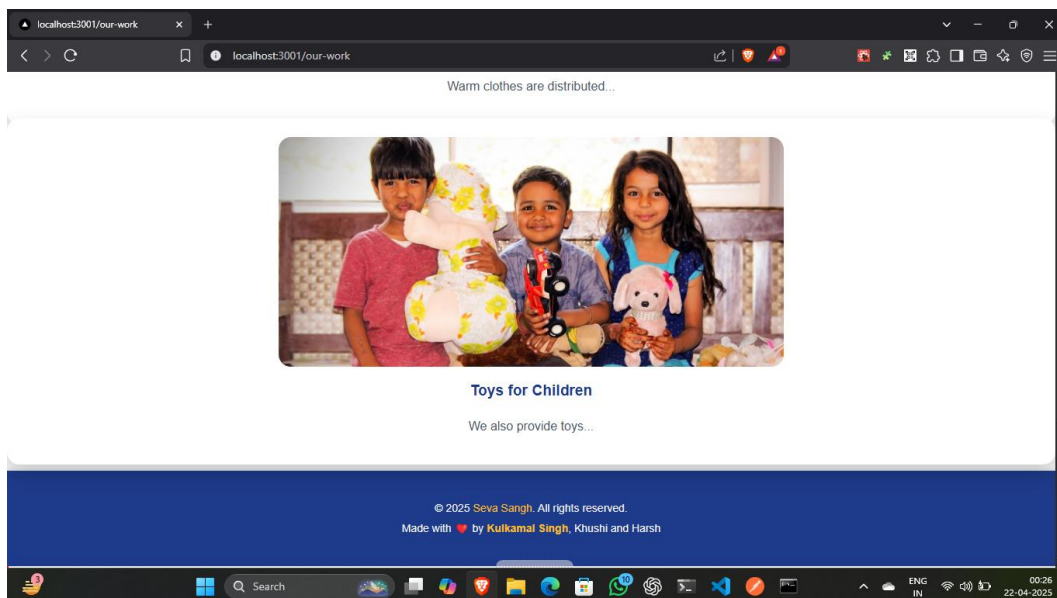 localhost:3001/our-work
localhost:3001/our-work
Warm clothes are distributed...
Toys for Children
We also provide toys...
© 2025 Seva Sangh. All rights reserved.
Made with ❤️ by Kulkamal Singh, Khushi and Harsh
3
Search
10
ENG
IN
00:26
22-04-2025